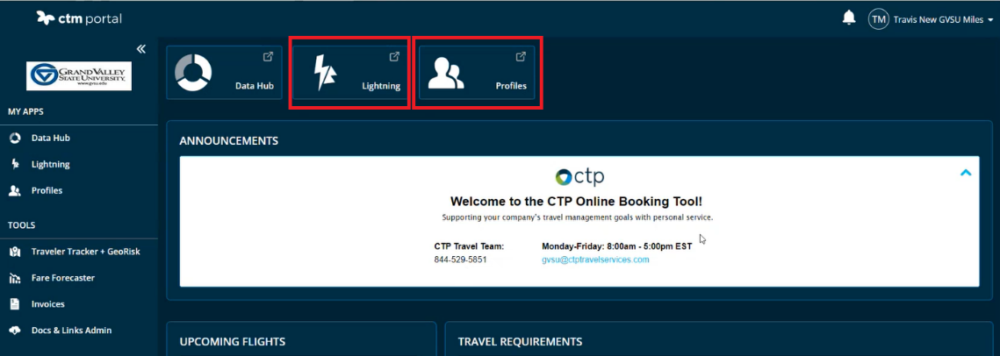 ctm portal
TM Travis New GVSU Miles
GRAND VALLEY
STATE UNIVERSITY
www.gvsu.edu
Data Hub
Lightning
Profiles
MY APPS
Data Hub
Lightning
Profiles
TOOLS
Traveler Tracker + GeoRisk
Fare Forecaster
Invoices
Docs & Links Admin
ANNOUNCEMENTS
ctp
Welcome to the CTP Online Booking Tool!
Supporting your company's travel management goals with personal service.
CTP Travel Team: Monday-Friday: 8:00am - 5:00pm EST
844-529-5851 gvsu@ctptravelservices.com
UPCOMING FLIGHTS
TRAVEL REQUIREMENTS